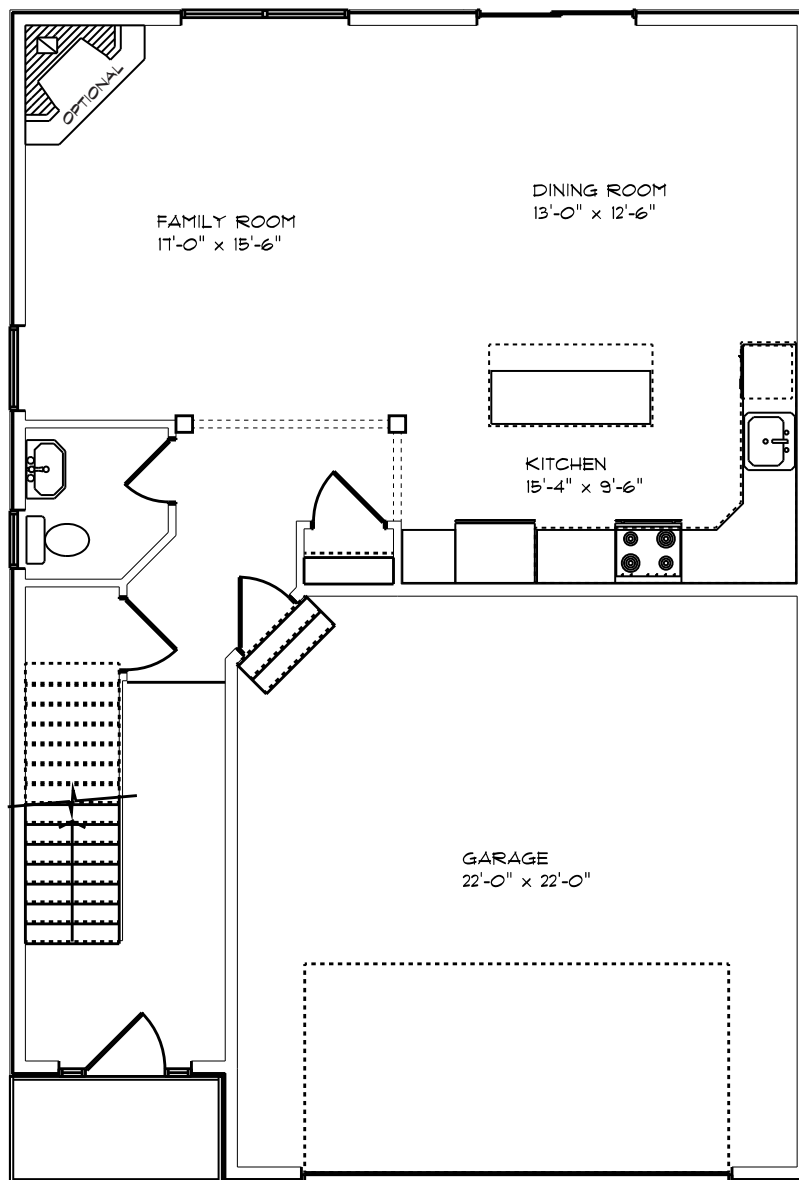 OPTIONAL
FAMILY ROOM
17'-0" x 15'-6"
DINING ROOM
13'-0" x 12'-6"
KITCHEN
15'-4" x 9'-6"
GARAGE
22'-0" x 22'-0"